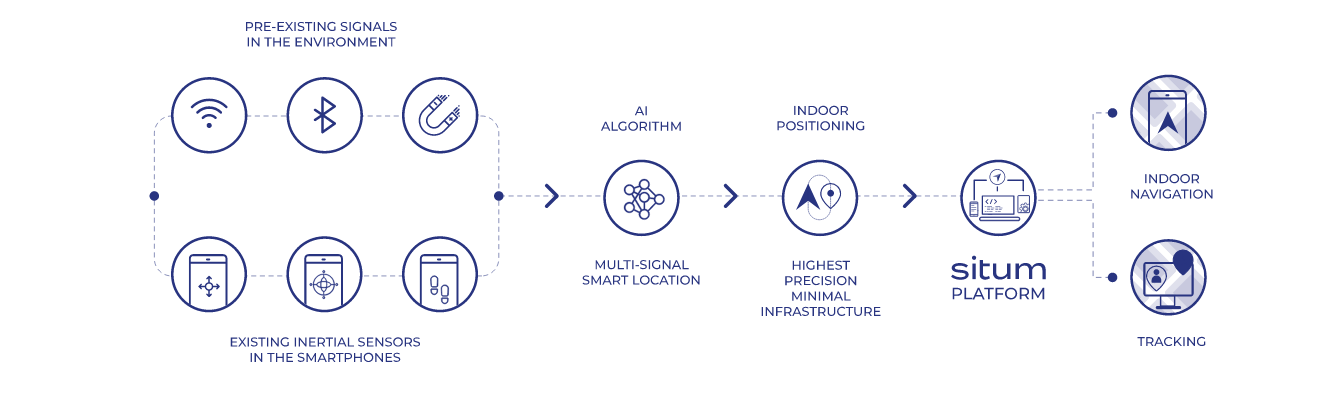 PRE-EXISTING SIGNALS
IN THE ENVIRONMENT
EXISTING INERTIAL SENSORS
IN THE SMARTPHONES
AI
ALGORITHM
MULTI-SIGNAL
SMART LOCATION
INDOOR
POSITIONING
HIGHEST
PRECISION
MINIMAL
INFRASTRUCTURE
</>
situm
PLATFORM
INDOOR
NAVIGATION
TRACKING